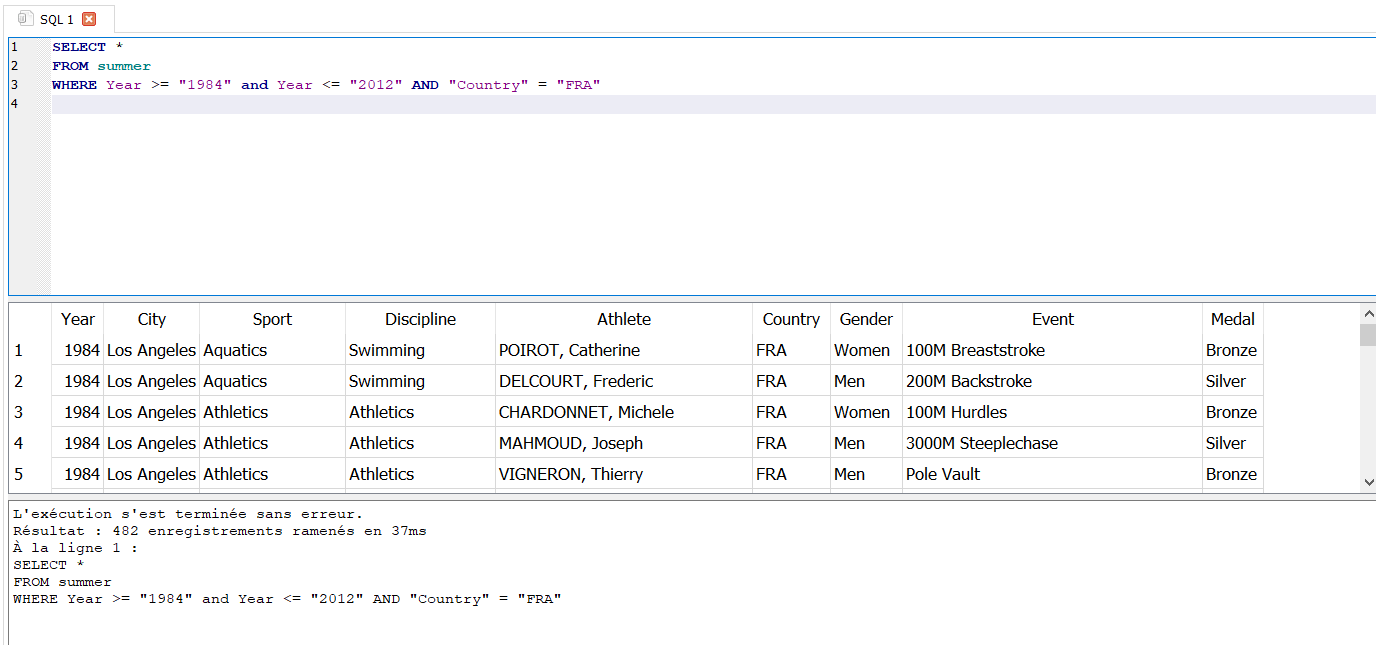 SQL 1
1 SELECT *
2 FROM summer
3 WHERE Year >= "1984" and Year <= "2012" AND "Country" = "FRA"
4
Year City Sport Discipline Athlete Country Gender Event Medal
1 1984 Los Angeles Aquatics Swimming POIROT, Catherine FRA Women 100M Breaststroke Bronze
2 1984 Los Angeles Aquatics Swimming DELCOURT, Frederic FRA Men 200M Backstroke Silver
3 1984 Los Angeles Athletics Athletics CHARDONNET, Michele FRA Women 100M Hurdles Bronze
4 1984 Los Angeles Athletics Athletics MAHMOUD, Joseph FRA Men 3000M Steeplechase Silver
5 1984 Los Angeles Athletics Athletics VIGNERON, Thierry FRA Men Pole Vault Bronze
L'exécution s'est terminée sans erreur.
Résultat : 482 enregistrements ramenés en 37ms
À la ligne 1 :
SELECT *
FROM summer
WHERE Year >= "1984" and Year <= "2012" AND "Country" = "FRA"